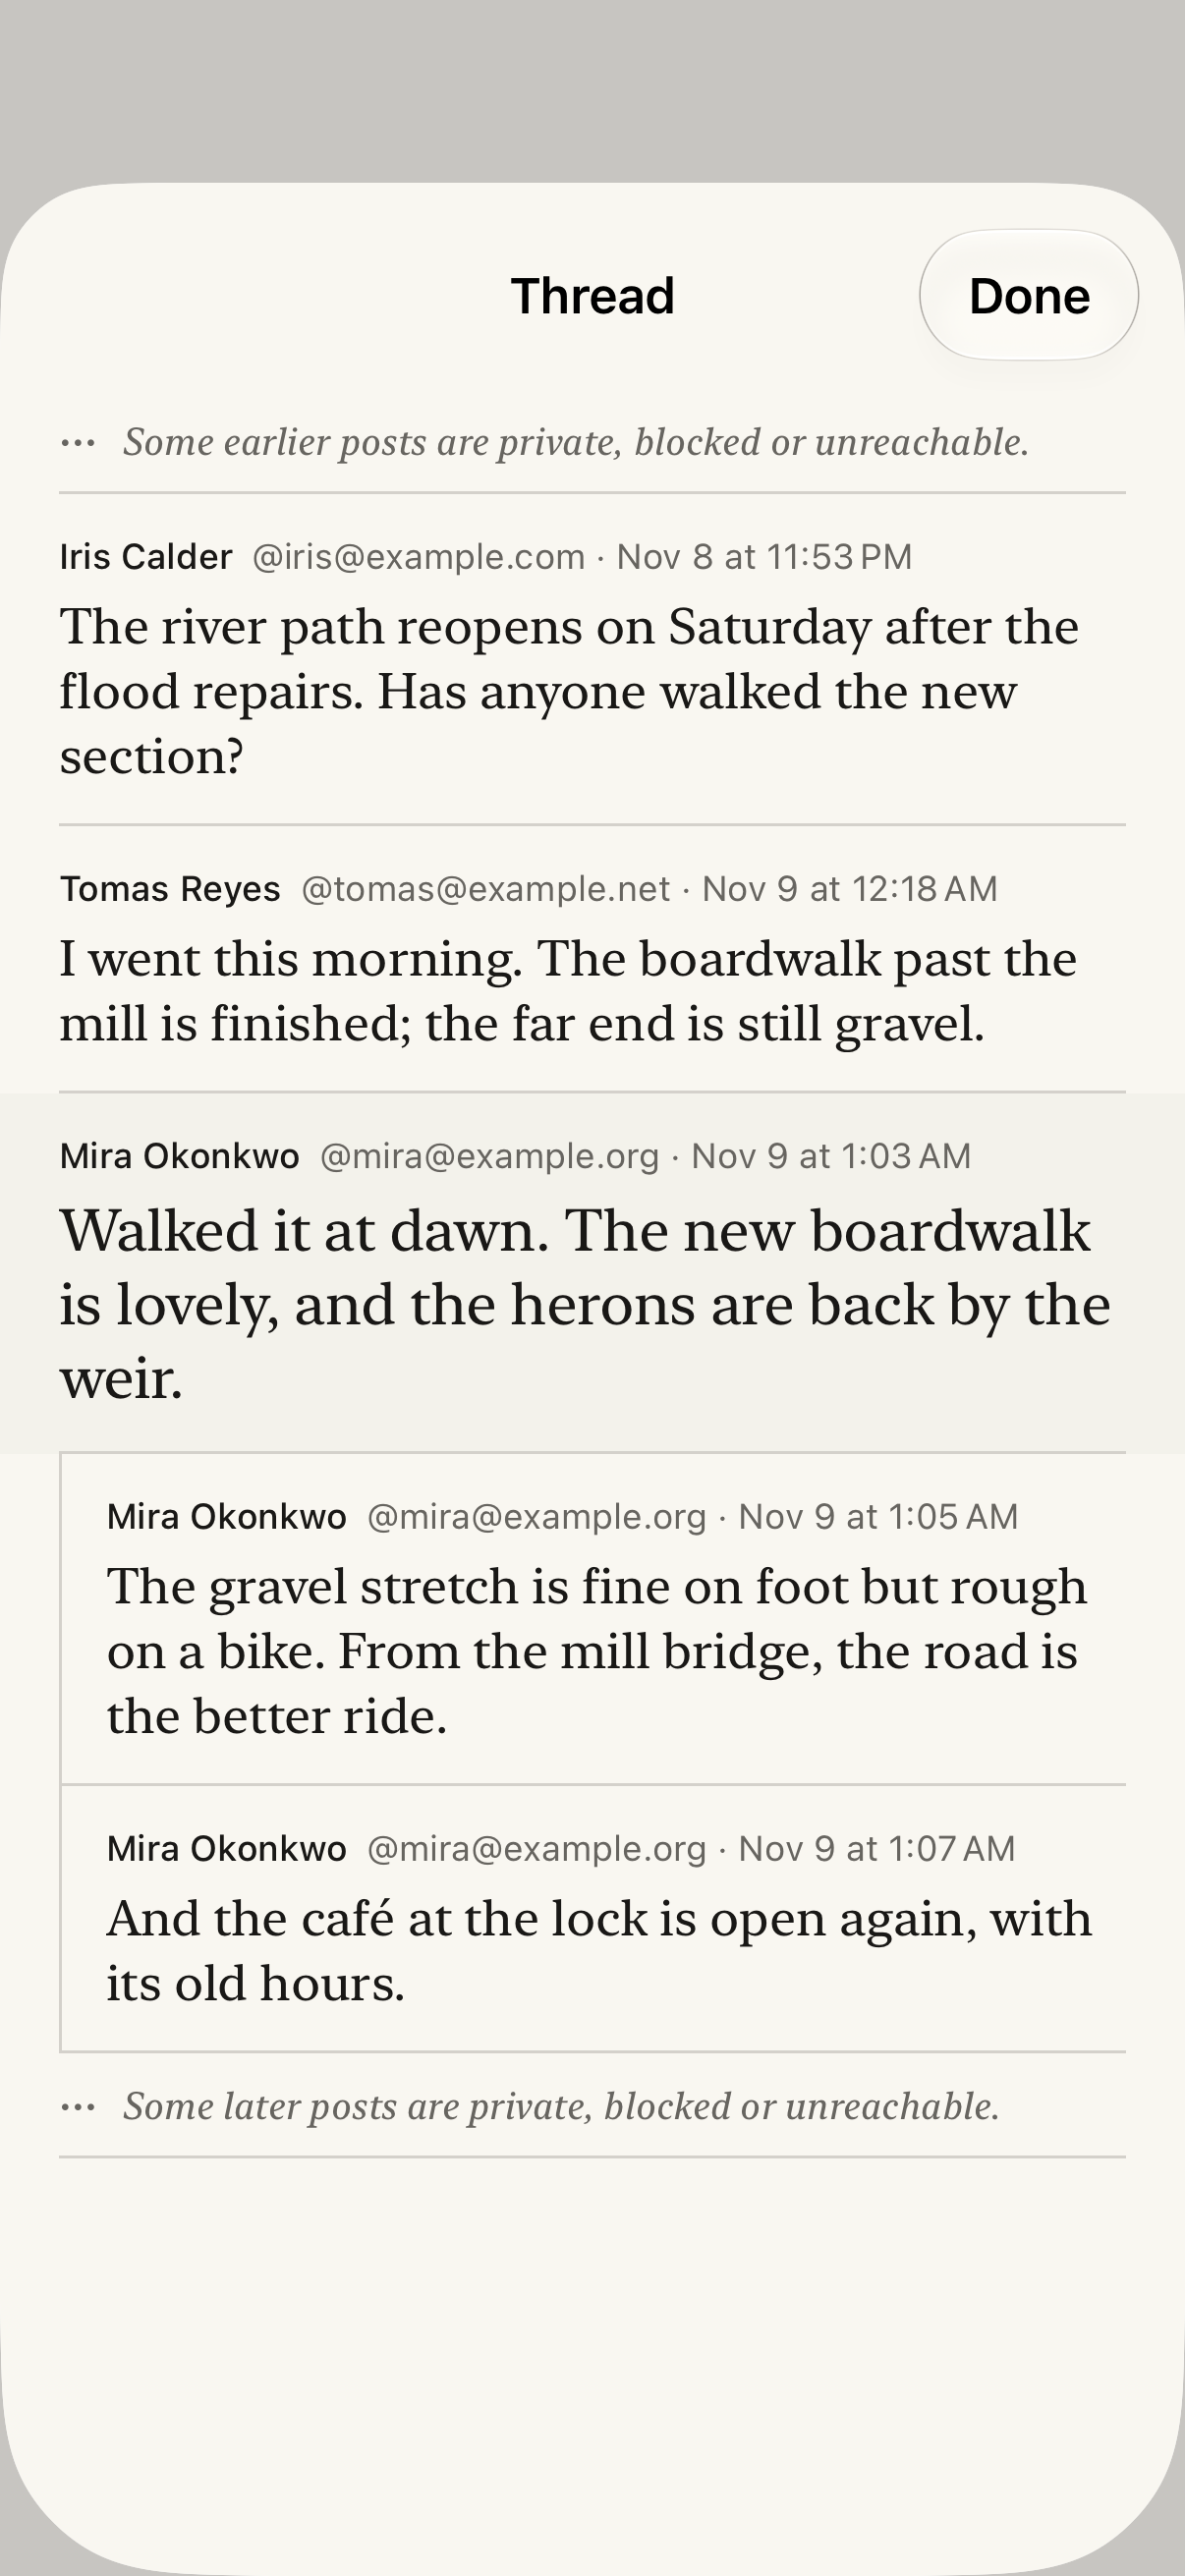 Thread
Done
··· Some earlier posts are private, blocked or unreachable.
Iris Calder @iris@example.com · Nov 8 at 11:53 PM
The river path reopens on Saturday after the
flood repairs. Has anyone walked the new
section?
Tomas Reyes @tomas@example.net · Nov 9 at 12:18 AM
I went this morning. The boardwalk past the
mill is finished; the far end is still gravel.
Mira Okonkwo @mira@example.org · Nov 9 at 1:03 AM
Walked it at dawn. The new boardwalk
is lovely, and the herons are back by the
weir.
Mira Okonkwo @mira@example.org · Nov 9 at 1:05 AM
The gravel stretch is fine on foot but rough
on a bike. From the mill bridge, the road is
the better ride.
Mira Okonkwo @mira@example.org · Nov 9 at 1:07 AM
And the café at the lock is open again, with
its old hours.
··· Some later posts are private, blocked or unreachable.